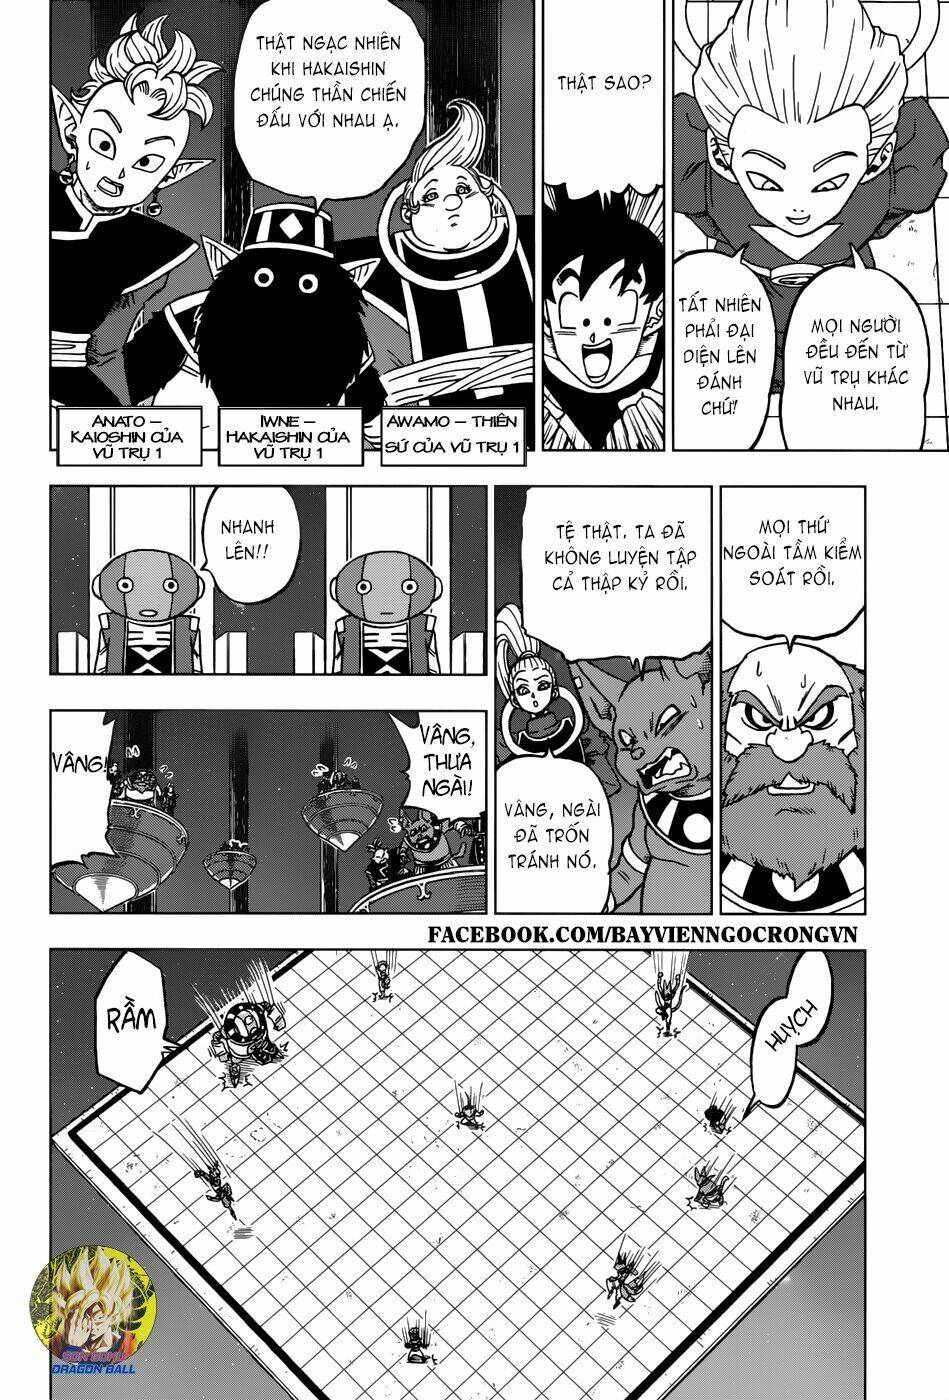 THẬT NGẠC NHIÊN
KHI HAKAISHIN
CHÚNG THẦN CHIẾN
ĐẤU VỚI NHAU Ạ.
THẬT SAO?
TẤT NHIÊN
PHẢI ĐẠI
DIỆN LÊN
ĐÁNH
CHỨ!
MỌI NGƯỜI
ĐỀU ĐẾN TỪ
VŨ TRỤ KHÁC
NHAU.
ANATO –
KAIOSHIN CỦA
VŨ TRỤ 1
IWNE –
HAKAISHIN CỦA
VŨ TRỤ 1
AWAMO – THIÊN
SỨ CỦA VŨ TRỤ 1
NHANH
LÊN!!
TỆ THẬT. TA ĐÃ
KHÔNG LUYỆN TẬP
CẢ THẬP KỶ RỒI.
MỌI THỨ
NGOÀI TẦM KIỂM
SOÁT RỒI.
VÂNG!
VÂNG,
THƯA
NGÀI!
VÂNG, NGÀI
ĐÃ TRỐN
TRÁNH NÓ.
FACEBOOK.COM/BAYVIENNGOCRONGVN
RẦM
HUỴCH
SON GOKU
DRAGON BALL